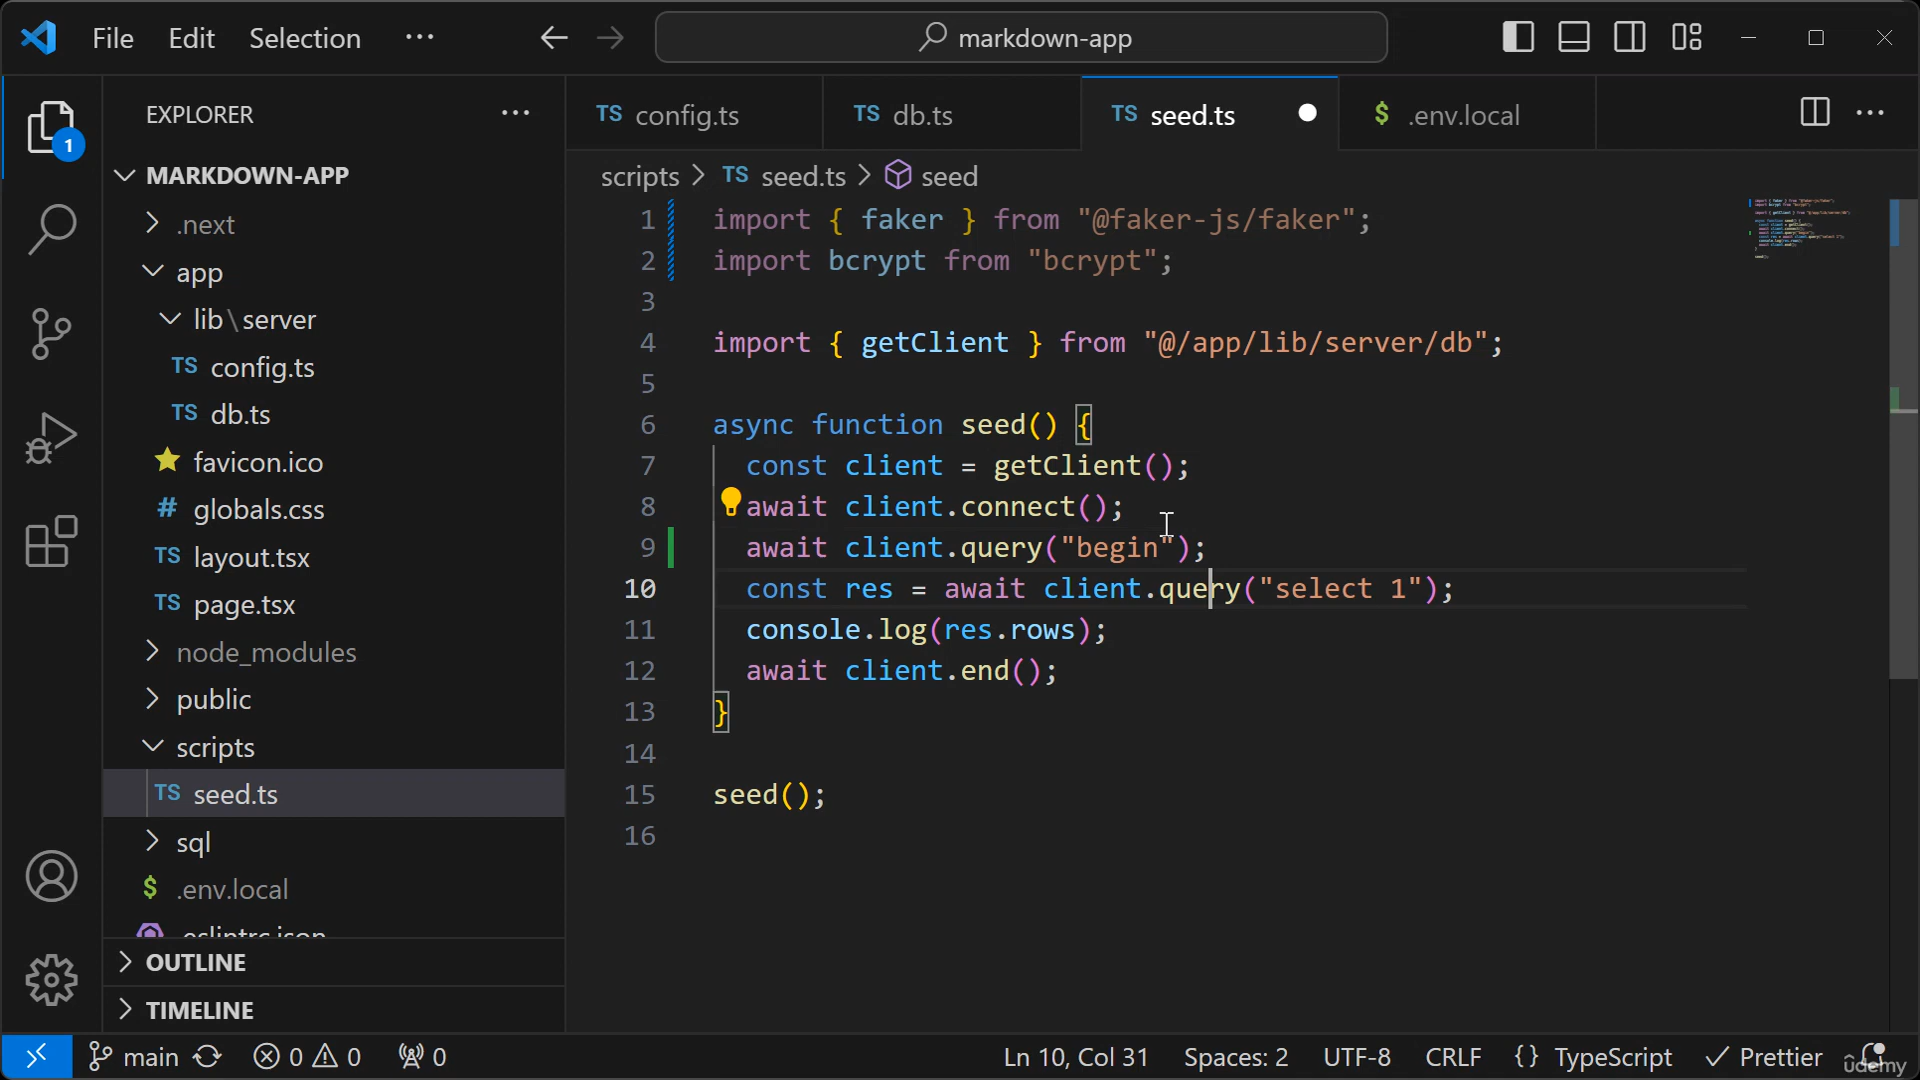 File Edit Selection ··· markdown-app
EXPLORER ···
1
MARKDOWN-APP
.next
app
lib\server
TS config.ts
TS db.ts
favicon.ico
# globals.css
TS layout.tsx
TS page.tsx
node_modules
public
scripts
TS seed.ts
sql
$ .env.local
.eslintrc.json
OUTLINE
TIMELINE
TS config.ts TS db.ts TS seed.ts $ .env.local ···
scripts > TS seed.ts > seed
1 import { faker } from "@faker-js/faker";
2 import bcrypt from "bcrypt";
3
4 import { getClient } from "@/app/lib/server/db";
5
6 async function seed() {
7 const client = getClient();
8 await client.connect();
9 await client.query("begin");
10 const res = await client.query("select 1");
11 console.log(res.rows);
12 await client.end();
13 }
14
15 seed();
16
main 0 0 0 Ln 10, Col 31 Spaces: 2 UTF-8 CRLF {} TypeScript Prettier
ûdemy